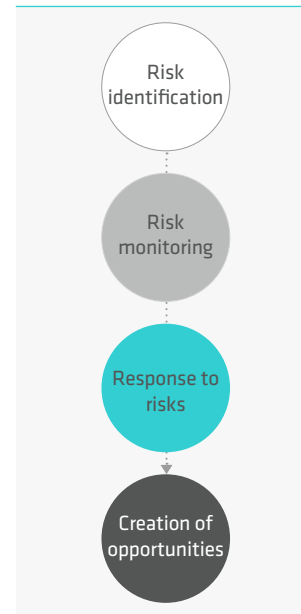 Risk
identification
Risk
monitoring
Response to
risks
Creation of
opportunities